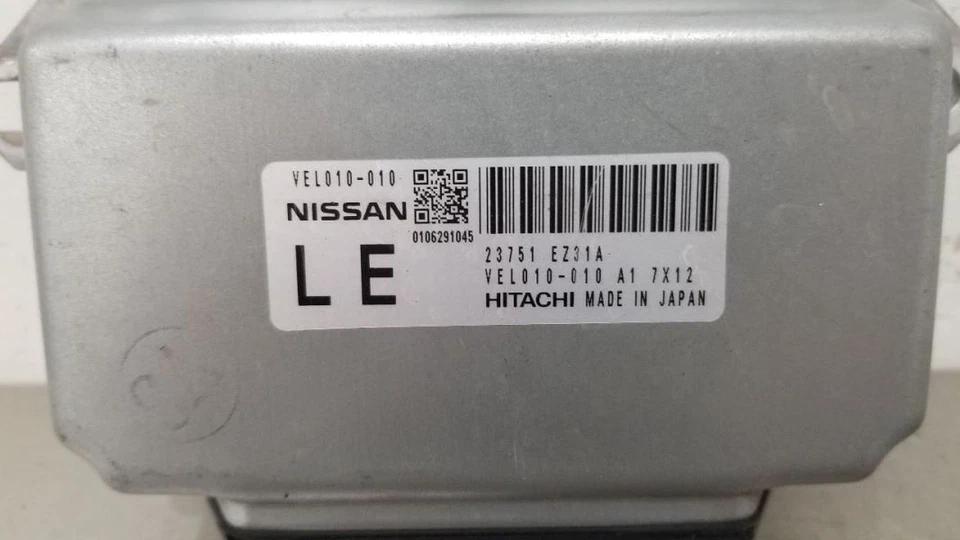 VEL010-010
NISSAN
0106291045
LE
23751 EZ31A
VEL010-010 A1 7X12
HITACHI MADE IN JAPAN